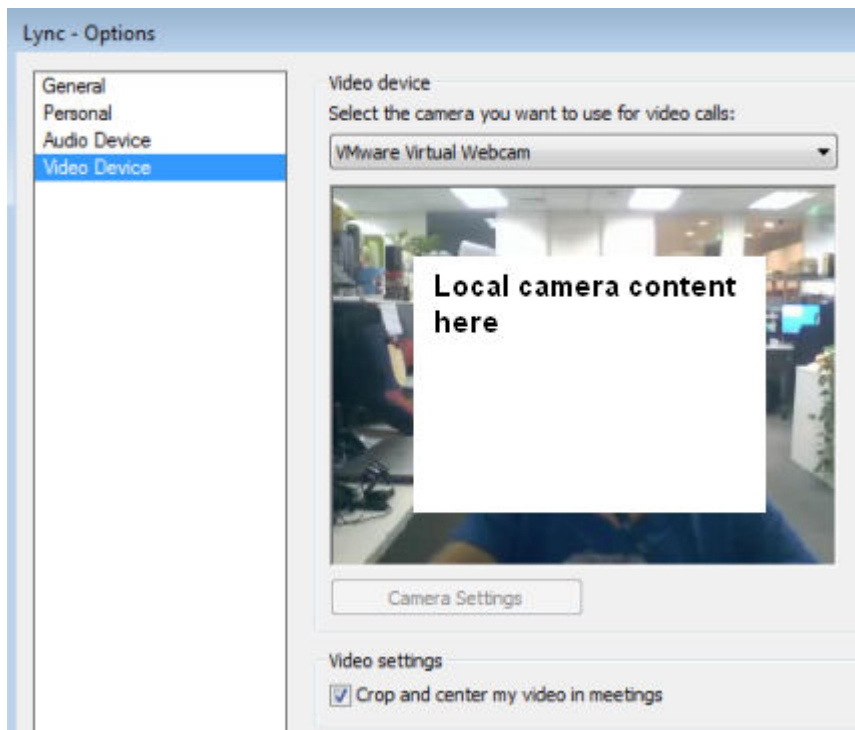 Lync - Options
General
Personal
Audio Device
Video Device
Video device
Select the camera you want to use for video calls:
VMware Virtual Webcam
Local camera content
here
Camera Settings
Video settings
Crop and center my video in meetings